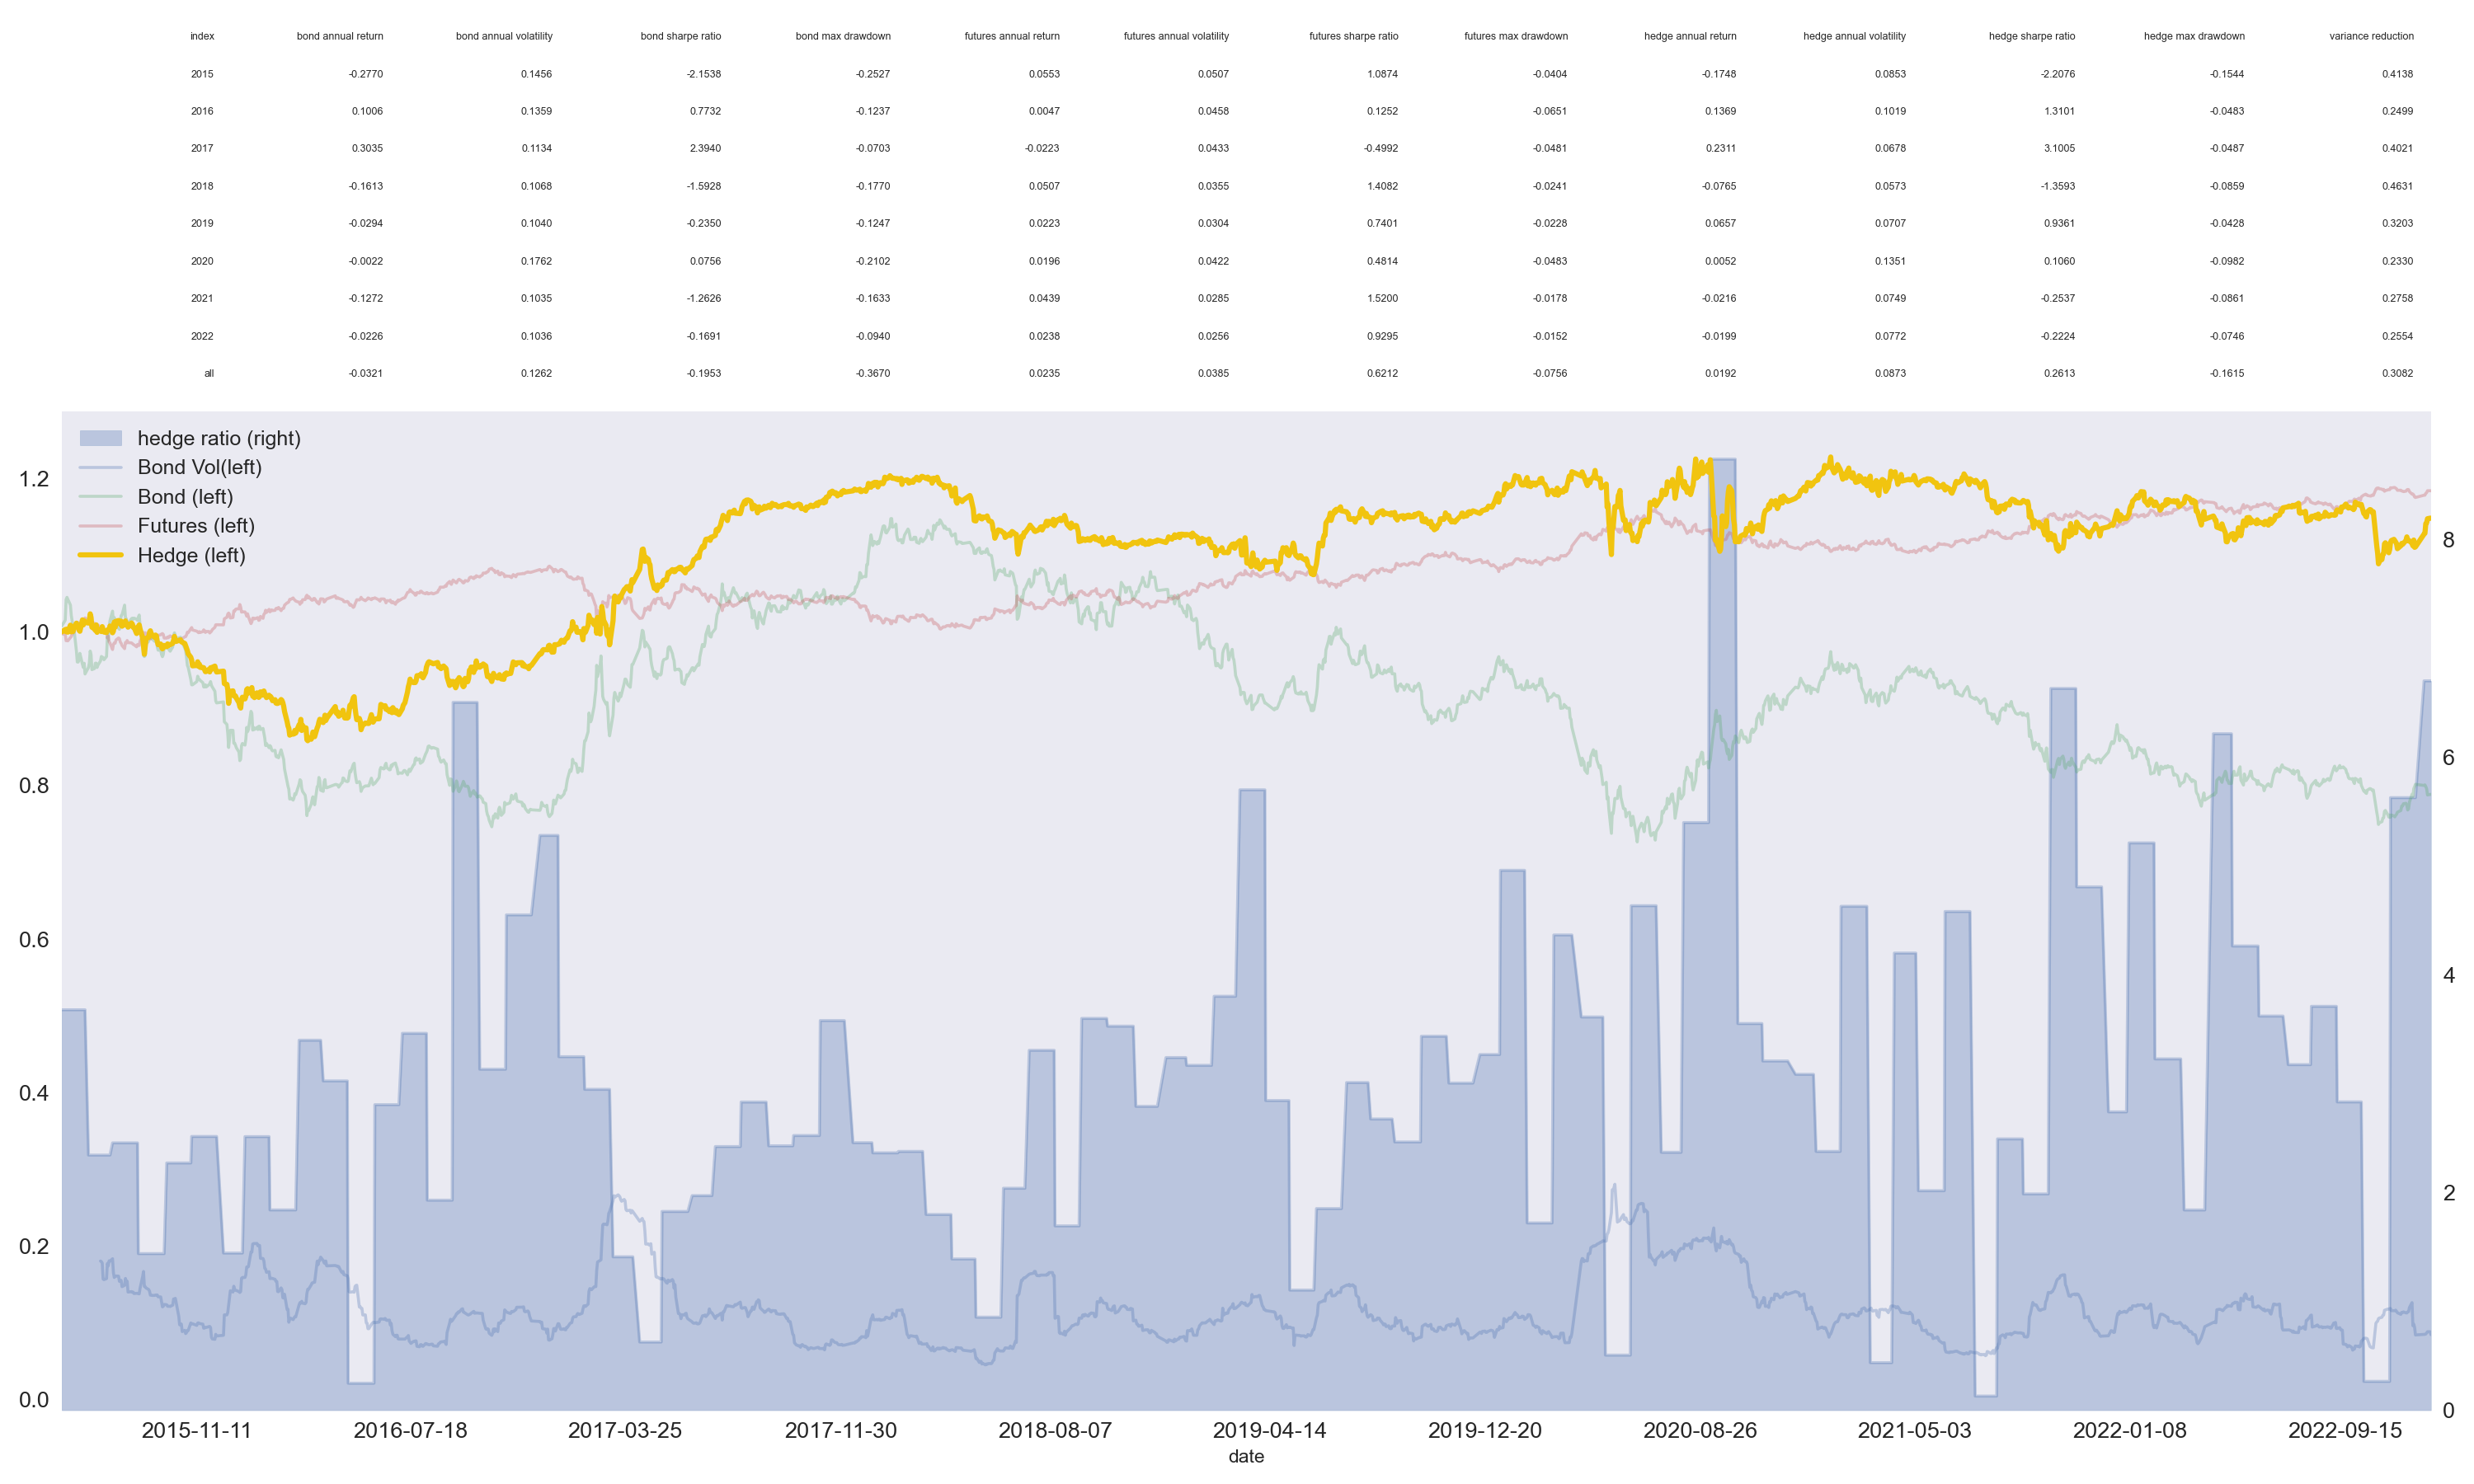 index bond annual return bond annual volatility bond sharpe ratio bond max drawdown futures annual return futures annual volatility futures sharpe ratio futures max drawdown hedge annual return hedge annual volatility hedge sharpe ratio hedge max drawdown variance reduction
2015 -0.2770 0.1456 -2.1538 -0.2527 0.0553 0.0507 1.0874 -0.0404 -0.1748 0.0853 -2.2076 -0.1544 0.4138
2016 0.1006 0.1359 0.7732 -0.1237 0.0047 0.0458 0.1252 -0.0651 0.1369 0.1019 1.3101 -0.0483 0.2499
2017 0.3035 0.1134 2.3940 -0.0703 -0.0223 0.0433 -0.4992 -0.0481 0.2311 0.0678 3.1005 -0.0487 0.4021
2018 -0.1613 0.1068 -1.5928 -0.1770 0.0507 0.0355 1.4082 -0.0241 -0.0765 0.0573 -1.3593 -0.0859 0.4631
2019 -0.0294 0.1040 -0.2350 -0.1247 0.0223 0.0304 0.7401 -0.0228 0.0657 0.0707 0.9361 -0.0428 0.3203
2020 -0.0022 0.1762 0.0756 -0.2102 0.0196 0.0422 0.4814 -0.0483 0.0052 0.1351 0.1060 -0.0982 0.2330
2021 -0.1272 0.1035 -1.2626 -0.1633 0.0439 0.0285 1.5200 -0.0178 -0.0216 0.0749 -0.2537 -0.0861 0.2758
2022 -0.0226 0.1036 -0.1691 -0.0940 0.0238 0.0256 0.9295 -0.0152 -0.0199 0.0772 -0.2224 -0.0746 0.2554
all -0.0321 0.1262 -0.1953 -0.3670 0.0235 0.0385 0.6212 -0.0756 0.0192 0.0873 0.2613 -0.1615 0.3082
hedge ratio (right)
Bond Vol(left)
Bond (left)
Futures (left)
Hedge (left)
1.2
1.0
0.8
0.6
0.4
0.2
0.0
8
6
4
2
0
2015-11-11 2016-07-18 2017-03-25 2017-11-30 2018-08-07 2019-04-14 2019-12-20 2020-08-26 2021-05-03 2022-01-08 2022-09-15
date